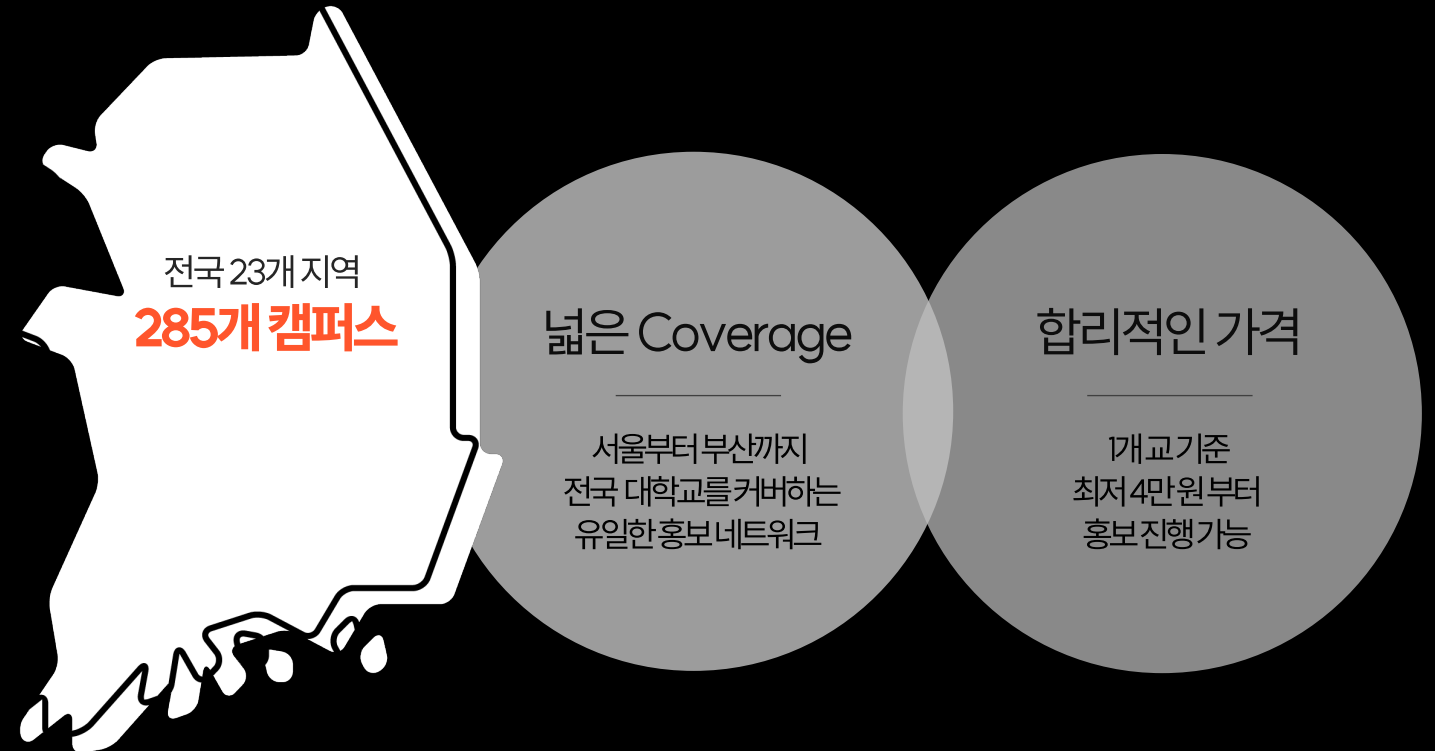 전국 23개 지역
285개 캠퍼스
넓은 Coverage
서울부터 부산까지
전국 대학교를 커버하는
유일한 홍보 네트워크
합리적인 가격
1개교 기준
최저 4만 원 부터
홍보 진행 가능